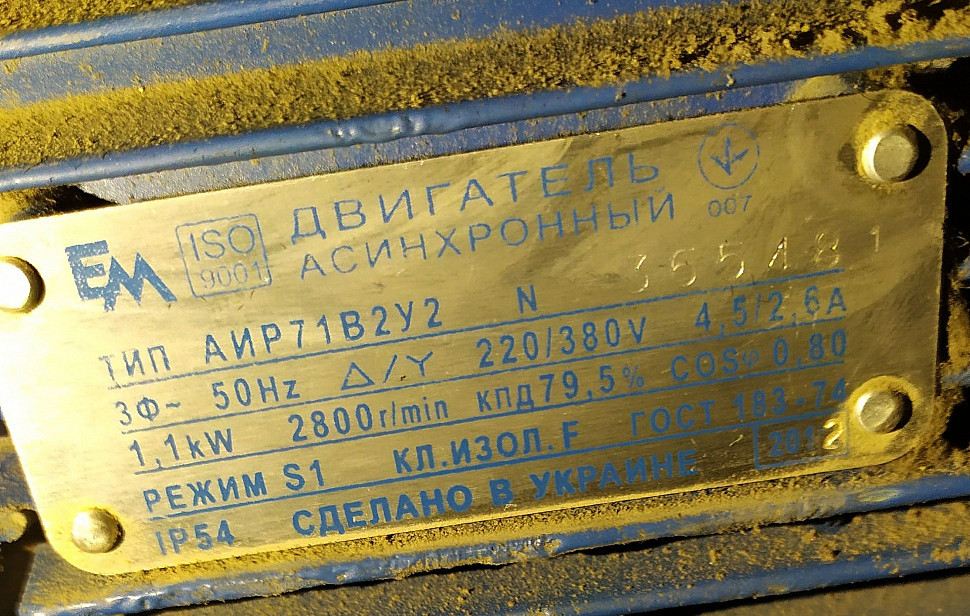 EM ISO 9001 ДВИГАТЕЛЬ
АСИНХРОННЫЙ 007
ТИП АИР71В2У2 N 355481
3Ф~ 50Hz Δ/Y 220/380V 4,5/2,6A
1,1kW 2800r/min КПД79,5% COSφ 0,80
РЕЖИМ S1 КЛ.ИЗОЛ.F ГОСТ 183-74
IP54 СДЕЛАНО В УКРАИНЕ 2012